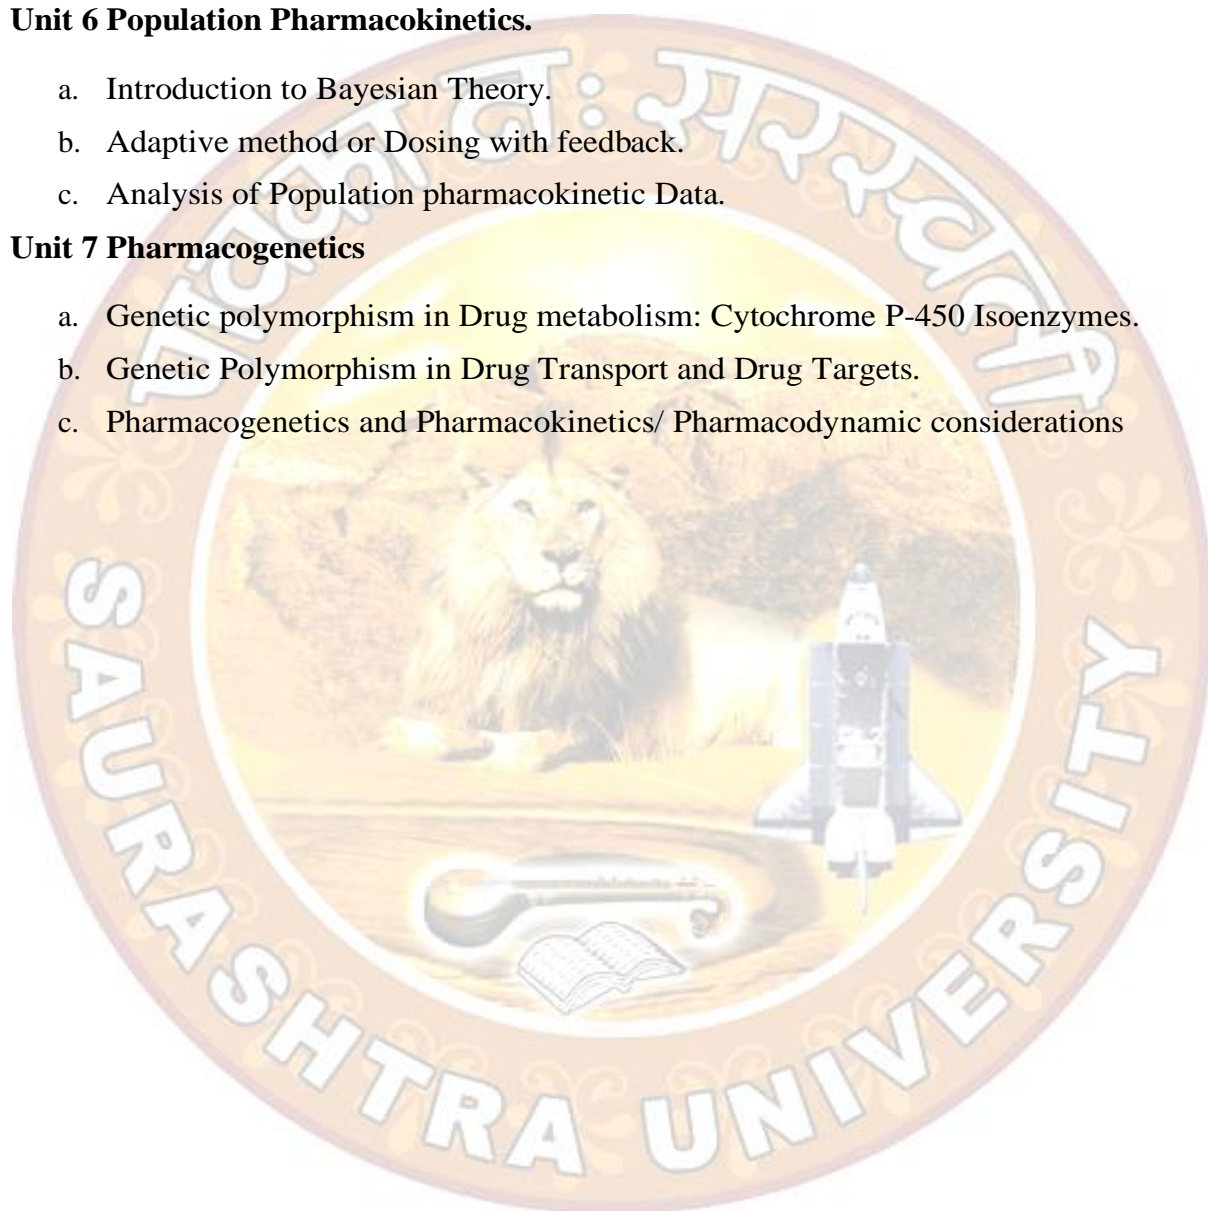 Unit 6 Population Pharmacokinetics.
a. Introduction to Bayesian Theory.
b. Adaptive method or Dosing with feedback.
c. Analysis of Population pharmacokinetic Data.
Unit 7 Pharmacogenetics
a. Genetic polymorphism in Drug metabolism: Cytochrome P-450 Isoenzymes.
b. Genetic Polymorphism in Drug Transport and Drug Targets.
c. Pharmacogenetics and Pharmacokinetics/ Pharmacodynamic considerations
SAURASHTRA UNIVERSITY